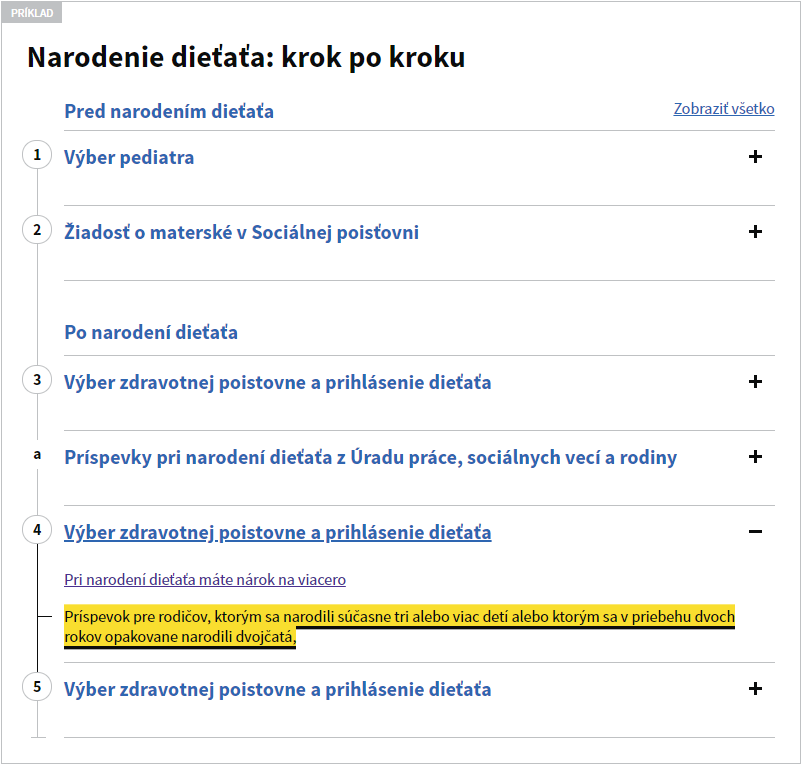 PRÍKLAD
Narodenie dieťaťa: krok po kroku
Pred narodením dieťaťa
Zobraziť všetko
1
Výber pediatra
2
Žiadosť o materské v Sociálnej poisťovni
Po narodení dieťaťa
3
Výber zdravotnej poistovne a prihlásenie dieťaťa
a
Príspevky pri narodení dieťaťa z Úradu práce, sociálnych vecí a rodiny
4
Výber zdravotnej poistovne a prihlásenie dieťaťa
Pri narodení dieťaťa máte nárok na viacero
Príspevok pre rodičov, ktorým sa narodili súčasne tri alebo viac detí alebo ktorým sa v priebehu dvoch
rokov opakovane narodili dvojčatá,
5
Výber zdravotnej poistovne a prihlásenie dieťaťa